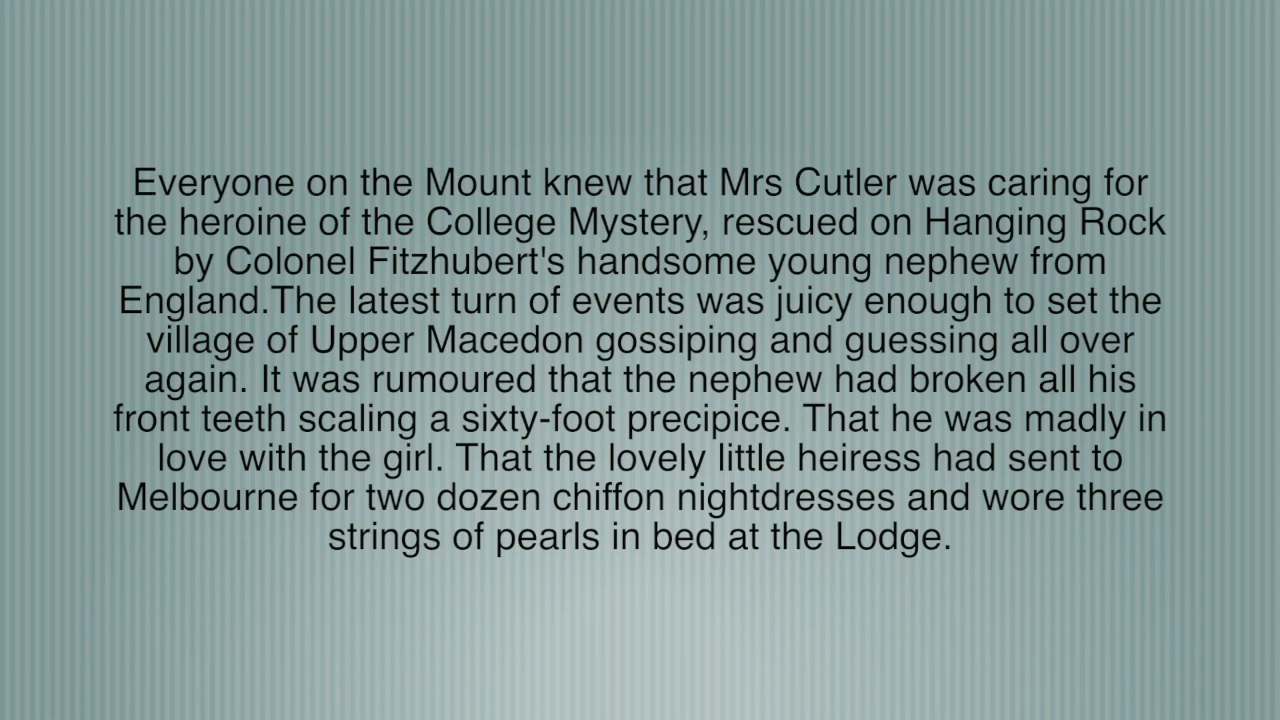 Everyone on the Mount knew that Mrs Cutler was caring for
the heroine of the College Mystery, rescued on Hanging Rock
by Colonel Fitzhubert's handsome young nephew from
England.The latest turn of events was juicy enough to set the
village of Upper Macedon gossiping and guessing all over
again. It was rumoured that the nephew had broken all his
front teeth scaling a sixty-foot precipice. That he was madly in
love with the girl. That the lovely little heiress had sent to
Melbourne for two dozen chiffon nightdresses and wore three
strings of pearls in bed at the Lodge.